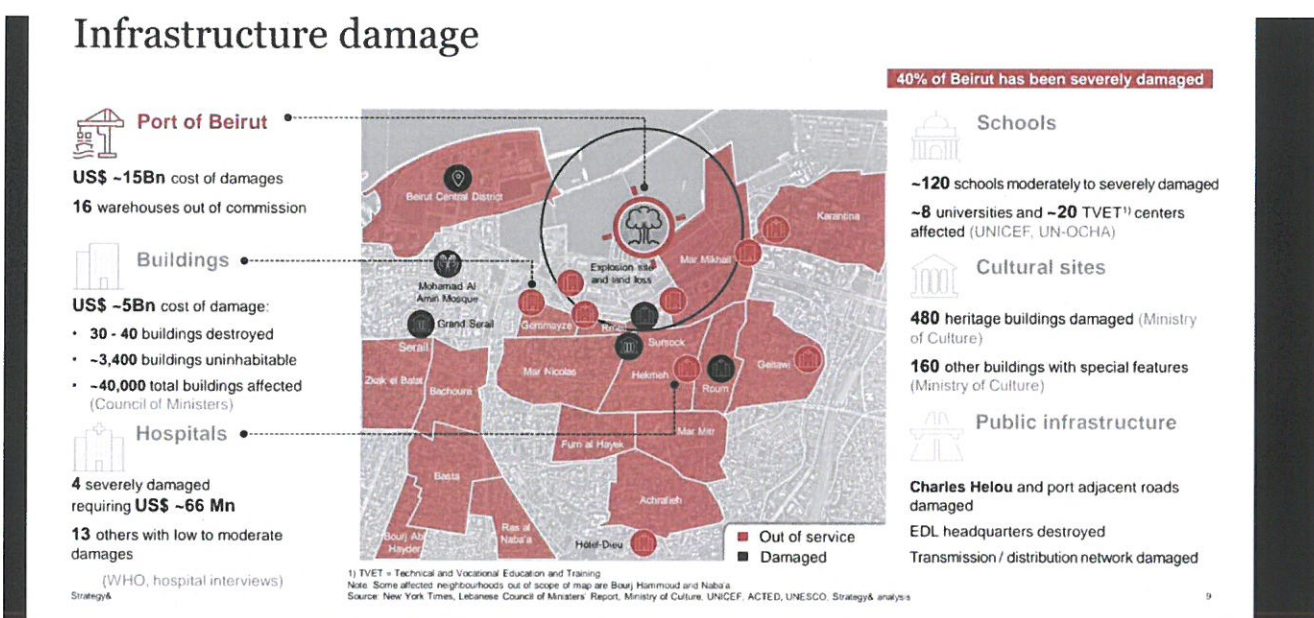 Infrastructure damage
40% of Beirut has been severely damaged
Port of Beirut
US$ ~15Bn cost of damages
16 warehouses out of commission
Buildings
US$ ~5Bn cost of damage:
• 30 - 40 buildings destroyed
• ~3,400 buildings uninhabitable
• ~40,000 total buildings affected
(Council of Ministers)
Hospitals
4 severely damaged
requiring US$ ~66 Mn
13 others with low to moderate
damages
(WHO, hospital interviews)
Beirut Central District
Karantina
Mar Mikhail
Explosion site
and land loss
Mohamad Al
Amin Mosque
Grand Serail
Gemmayze
Rmeil
Serail
Sursock
Zkak el Balat
Bachoura
Mar Nicolas
Hekmeh
Roum
Geitawi
Furn al Hayek
Mar Mitr
Basta
Achrafieh
Bourj Ab
Hayder
Ras al
Naba'a
Hôtel-Dieu
Out of service
Damaged
Schools
~120 schools moderately to severely damaged
~8 universities and ~20 TVET1) centers
affected (UNICEF, UN-OCHA)
Cultural sites
480 heritage buildings damaged (Ministry
of Culture)
160 other buildings with special features
(Ministry of Culture)
Public infrastructure
Charles Helou and port adjacent roads
damaged
EDL headquarters destroyed
Transmission / distribution network damaged
1) TVET = Technical and Vocational Education and Training
Note: Some affected neighbourhoods out of scope of map are Bourj Hammoud and Naba'a.
Source: New York Times, Lebanese Council of Ministers' Report, Ministry of Culture, UNICEF, ACTED, UNESCO, Strategy& analysis
Strategy&
9